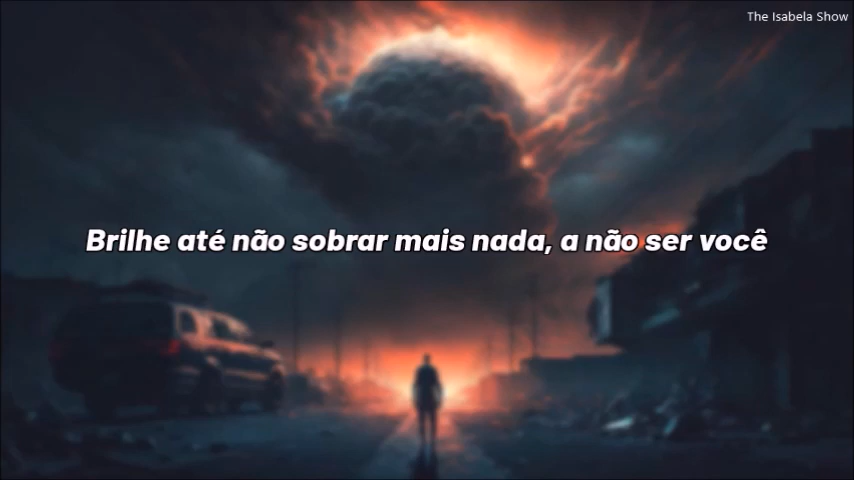 The Isabela Show
Brilhe até não sobrar mais nada, a não ser você